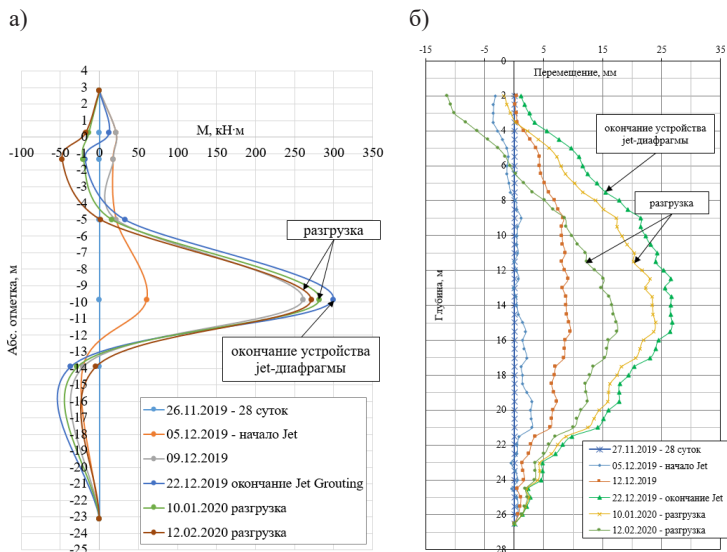 а)
б)
М, кН·м
-100 -50 0 50 100 150 200 250 300 350
Абс. отметка, м
4
3
2
1
0
-1
-2
-3
-4
-5
-6
-7
-8
-9
-10
-11
-12
-13
-14
-15
-16
-17
-18
-19
-20
-21
-22
-23
-24
-25
разгрузка
окончание устройства
jet-диафрагмы
26.11.2019 - 28 суток
05.12.2019 - начало Jet
09.12.2019
22.12.2019 окончание Jet Grouting
10.01.2020 разгрузка
12.02.2020 разгрузка
-15 -5 5 15 25 35
Перемещение, мм
Глубина, м
0
2
4
6
8
10
12
14
16
18
20
22
24
26
28
окончание устройства
jet-диафрагмы
разгрузка
27.11.2019 - 28 суток
05.12.2019 - начало Jet
12.12.2019
22.12.2019 - окончание Jet
10.01.2020 - разгрузка
12.02.2020 - разгрузка